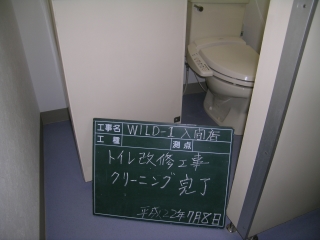 工事名 WILD-1 入間店
工種 測点
トイレ改修工事
クリーニング完了
平成22年7月8日